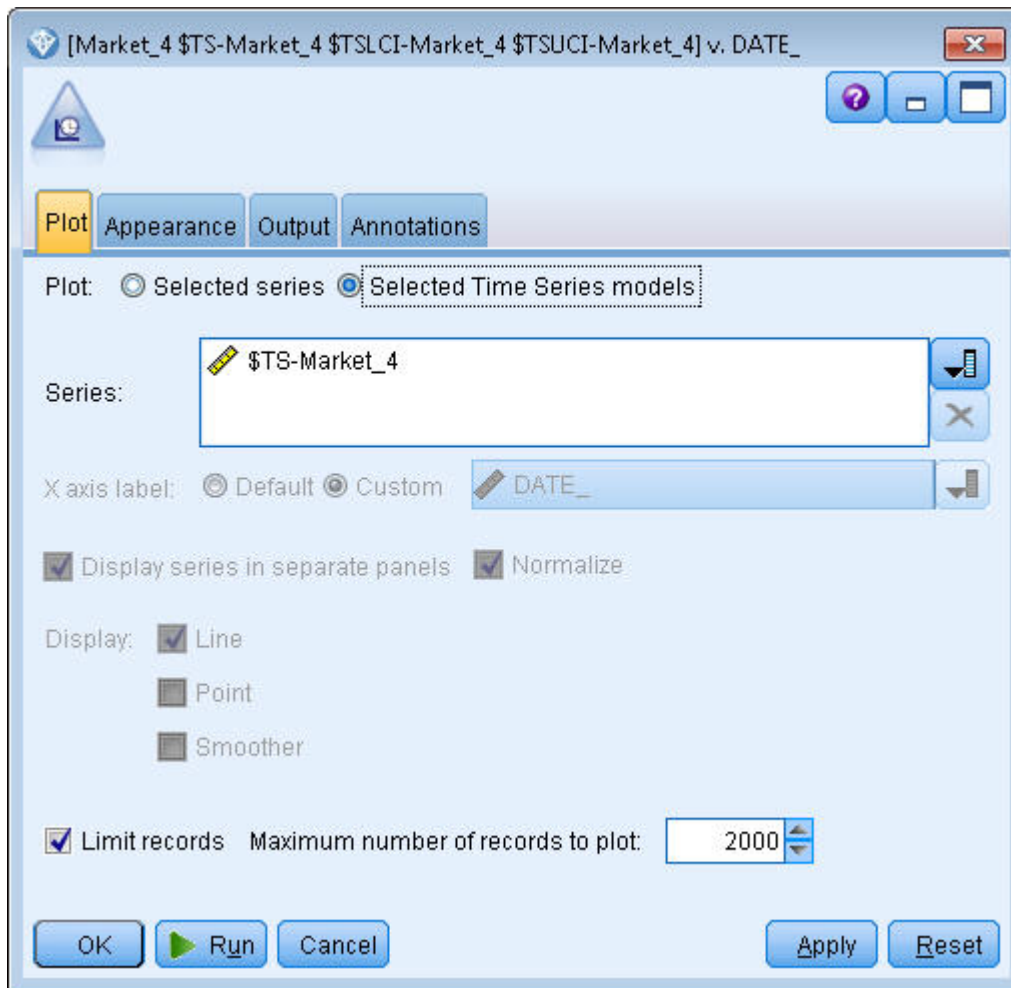 [Market_4 $TS-Market_4 $TSLCI-Market_4 $TSUCI-Market_4] v. DATE_
?
Plot Appearance Output Annotations
Plot: Selected series Selected Time Series models
Series: $TS-Market_4
X axis label: Default Custom DATE_
Display series in separate panels Normalize
Display: Line
Point
Smoother
Limit records Maximum number of records to plot: 2000
OK Run Cancel Apply Reset